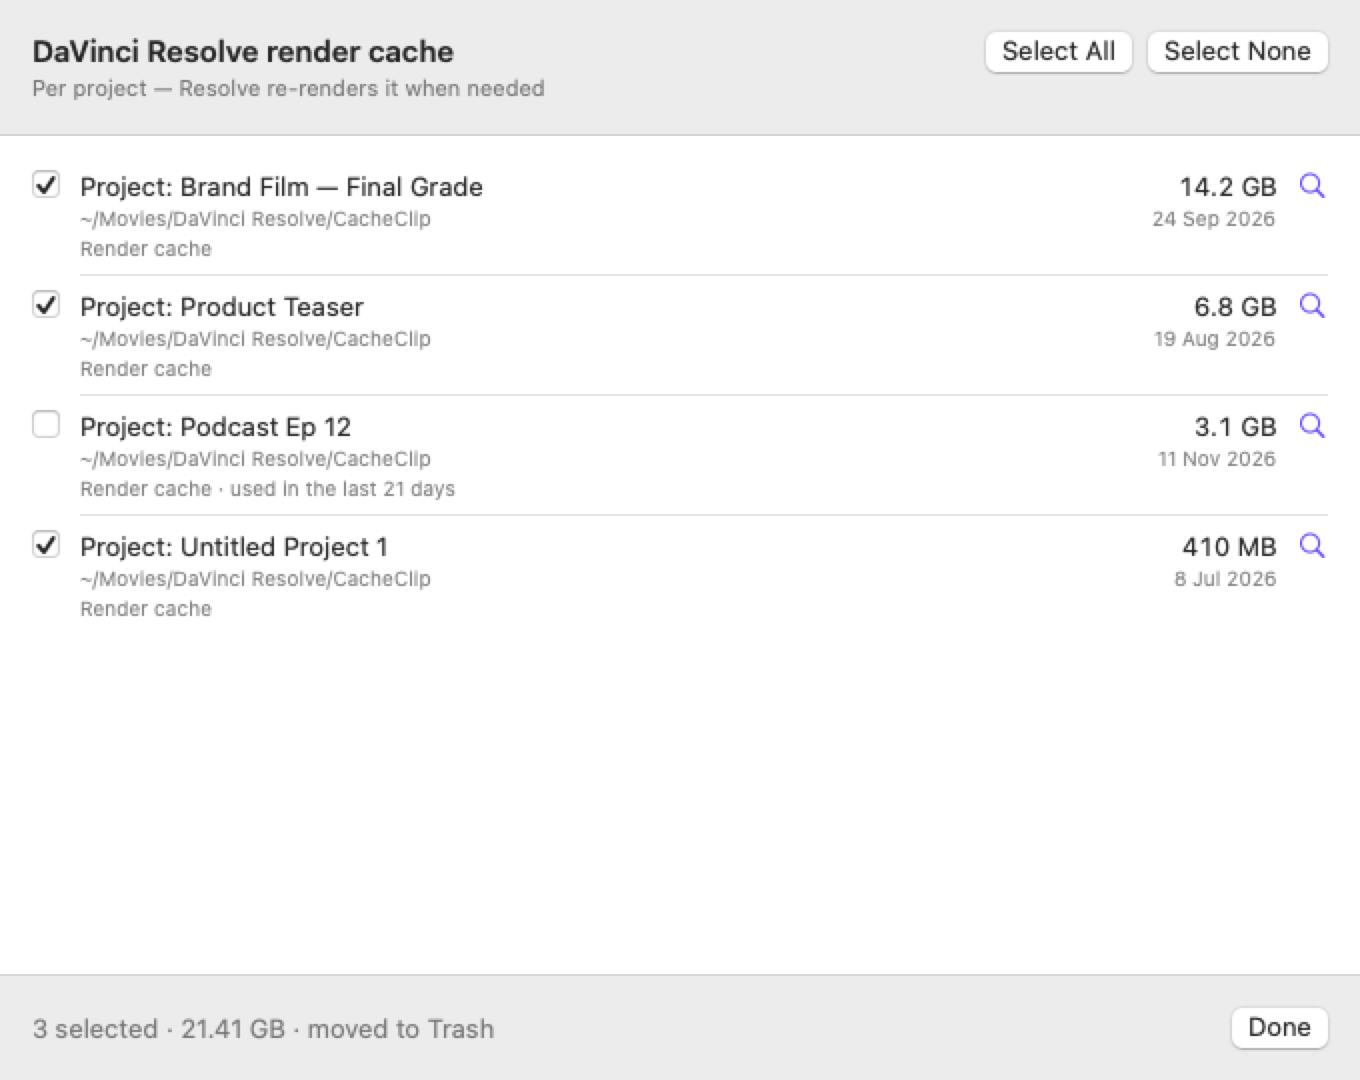 DaVinci Resolve render cache
Select All
Select None
Per project — Resolve re-renders it when needed
Project: Brand Film — Final Grade
14.2 GB
~/Movies/DaVinci Resolve/CacheClip
24 Sep 2026
Render cache
Project: Product Teaser
6.8 GB
~/Movies/DaVinci Resolve/CacheClip
19 Aug 2026
Render cache
Project: Podcast Ep 12
3.1 GB
~/Movies/DaVinci Resolve/CacheClip
11 Nov 2026
Render cache · used in the last 21 days
Project: Untitled Project 1
410 MB
~/Movies/DaVinci Resolve/CacheClip
8 Jul 2026
Render cache
3 selected · 21.41 GB · moved to Trash
Done